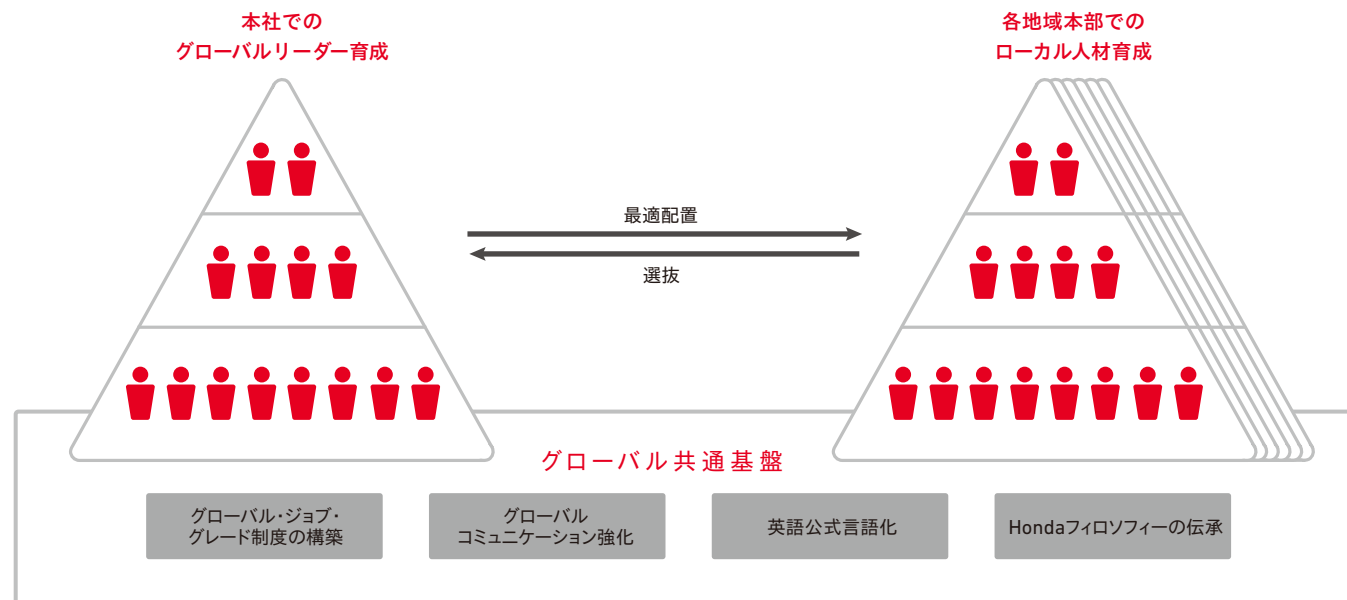 本社での
グローバルリーダー育成
各地域本部での
ローカル人材育成
最適配置
選抜
グローバル共通基盤
グローバル・ジョブ・
グレード制度の構築
グローバル
コミュニケーション強化
英語公式言語化
Hondaフィロソフィーの伝承